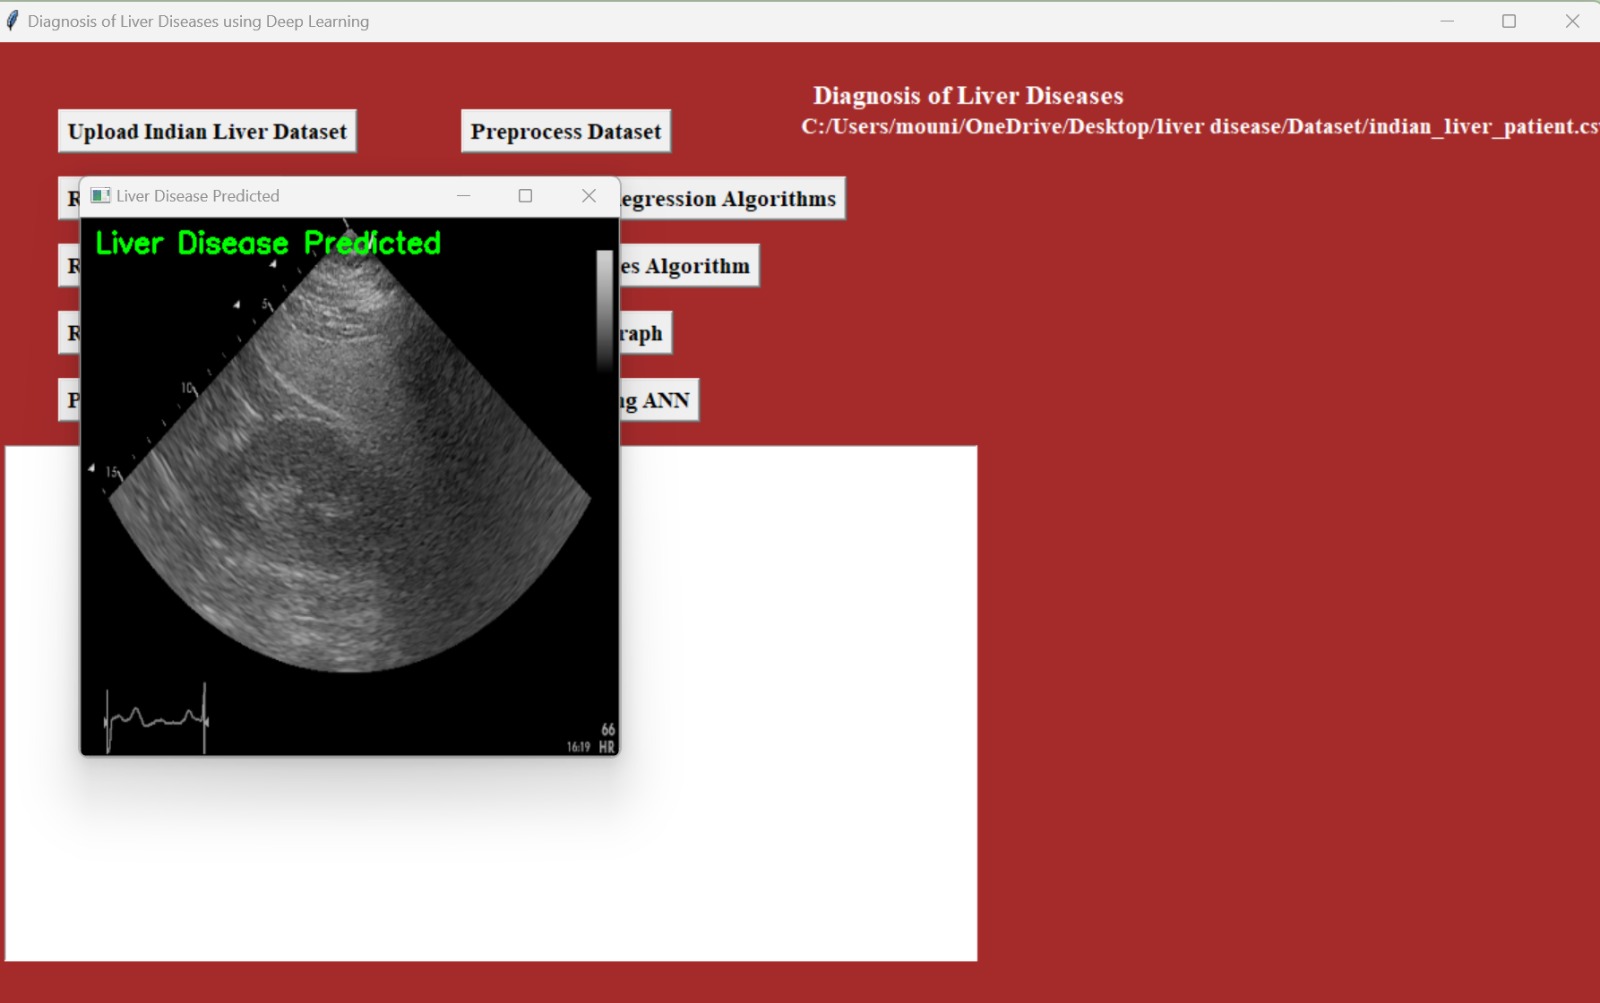 Diagnosis of Liver Diseases using Deep Learning
Diagnosis of Liver Diseases
C:/Users/mouni/OneDrive/Desktop/liver disease/Dataset/indian_liver_patient.cs
Upload Indian Liver Dataset
Preprocess Dataset
R
egression Algorithms
Liver Disease Predicted
Liver Disease Predicted
R
es Algorithm
5
R
raph
10
P
ng ANN
15
66
16:19 HR